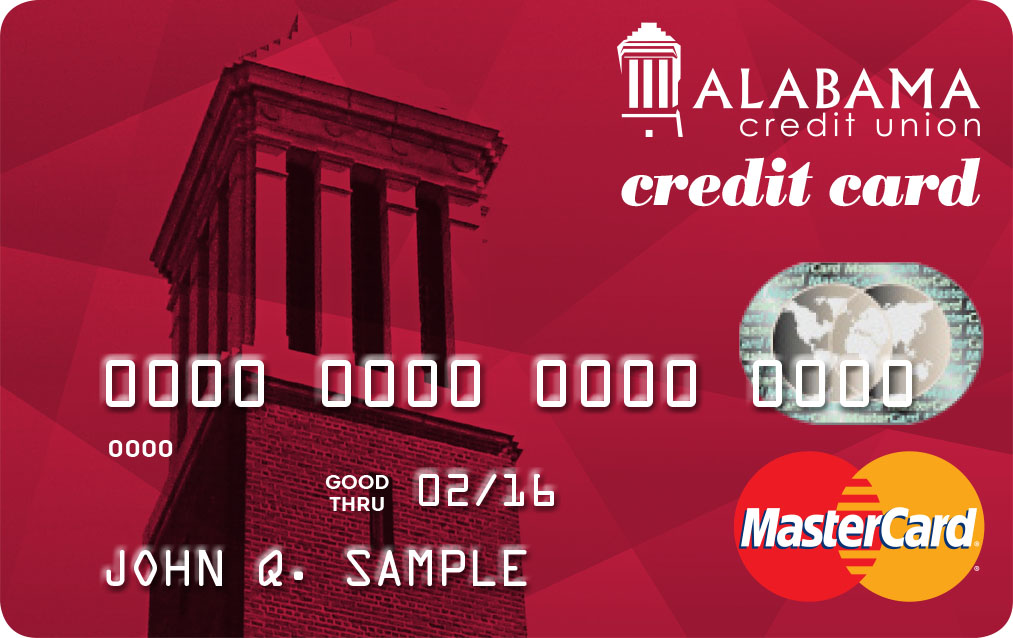 ALABAMA
credit union
credit card
0000 0000 0000 0000
0000
GOOD THRU 02/16
JOHN Q. SAMPLE
MasterCard